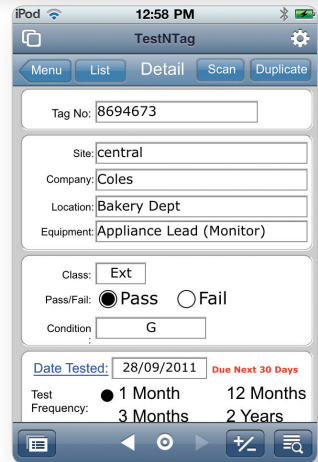 iPod 12:58 PM
TestNTag
Menu List Detail Scan Duplicate
Tag No: 8694673
Site: central
Company: Coles
Location: Bakery Dept
Equipment: Appliance Lead (Monitor)
Class: Ext
Pass/Fail: Pass Fail
Condition : G
Date Tested: 28/09/2011 Due Next 30 Days
Test Frequency: 1 Month 12 Months
3 Months 2 Years